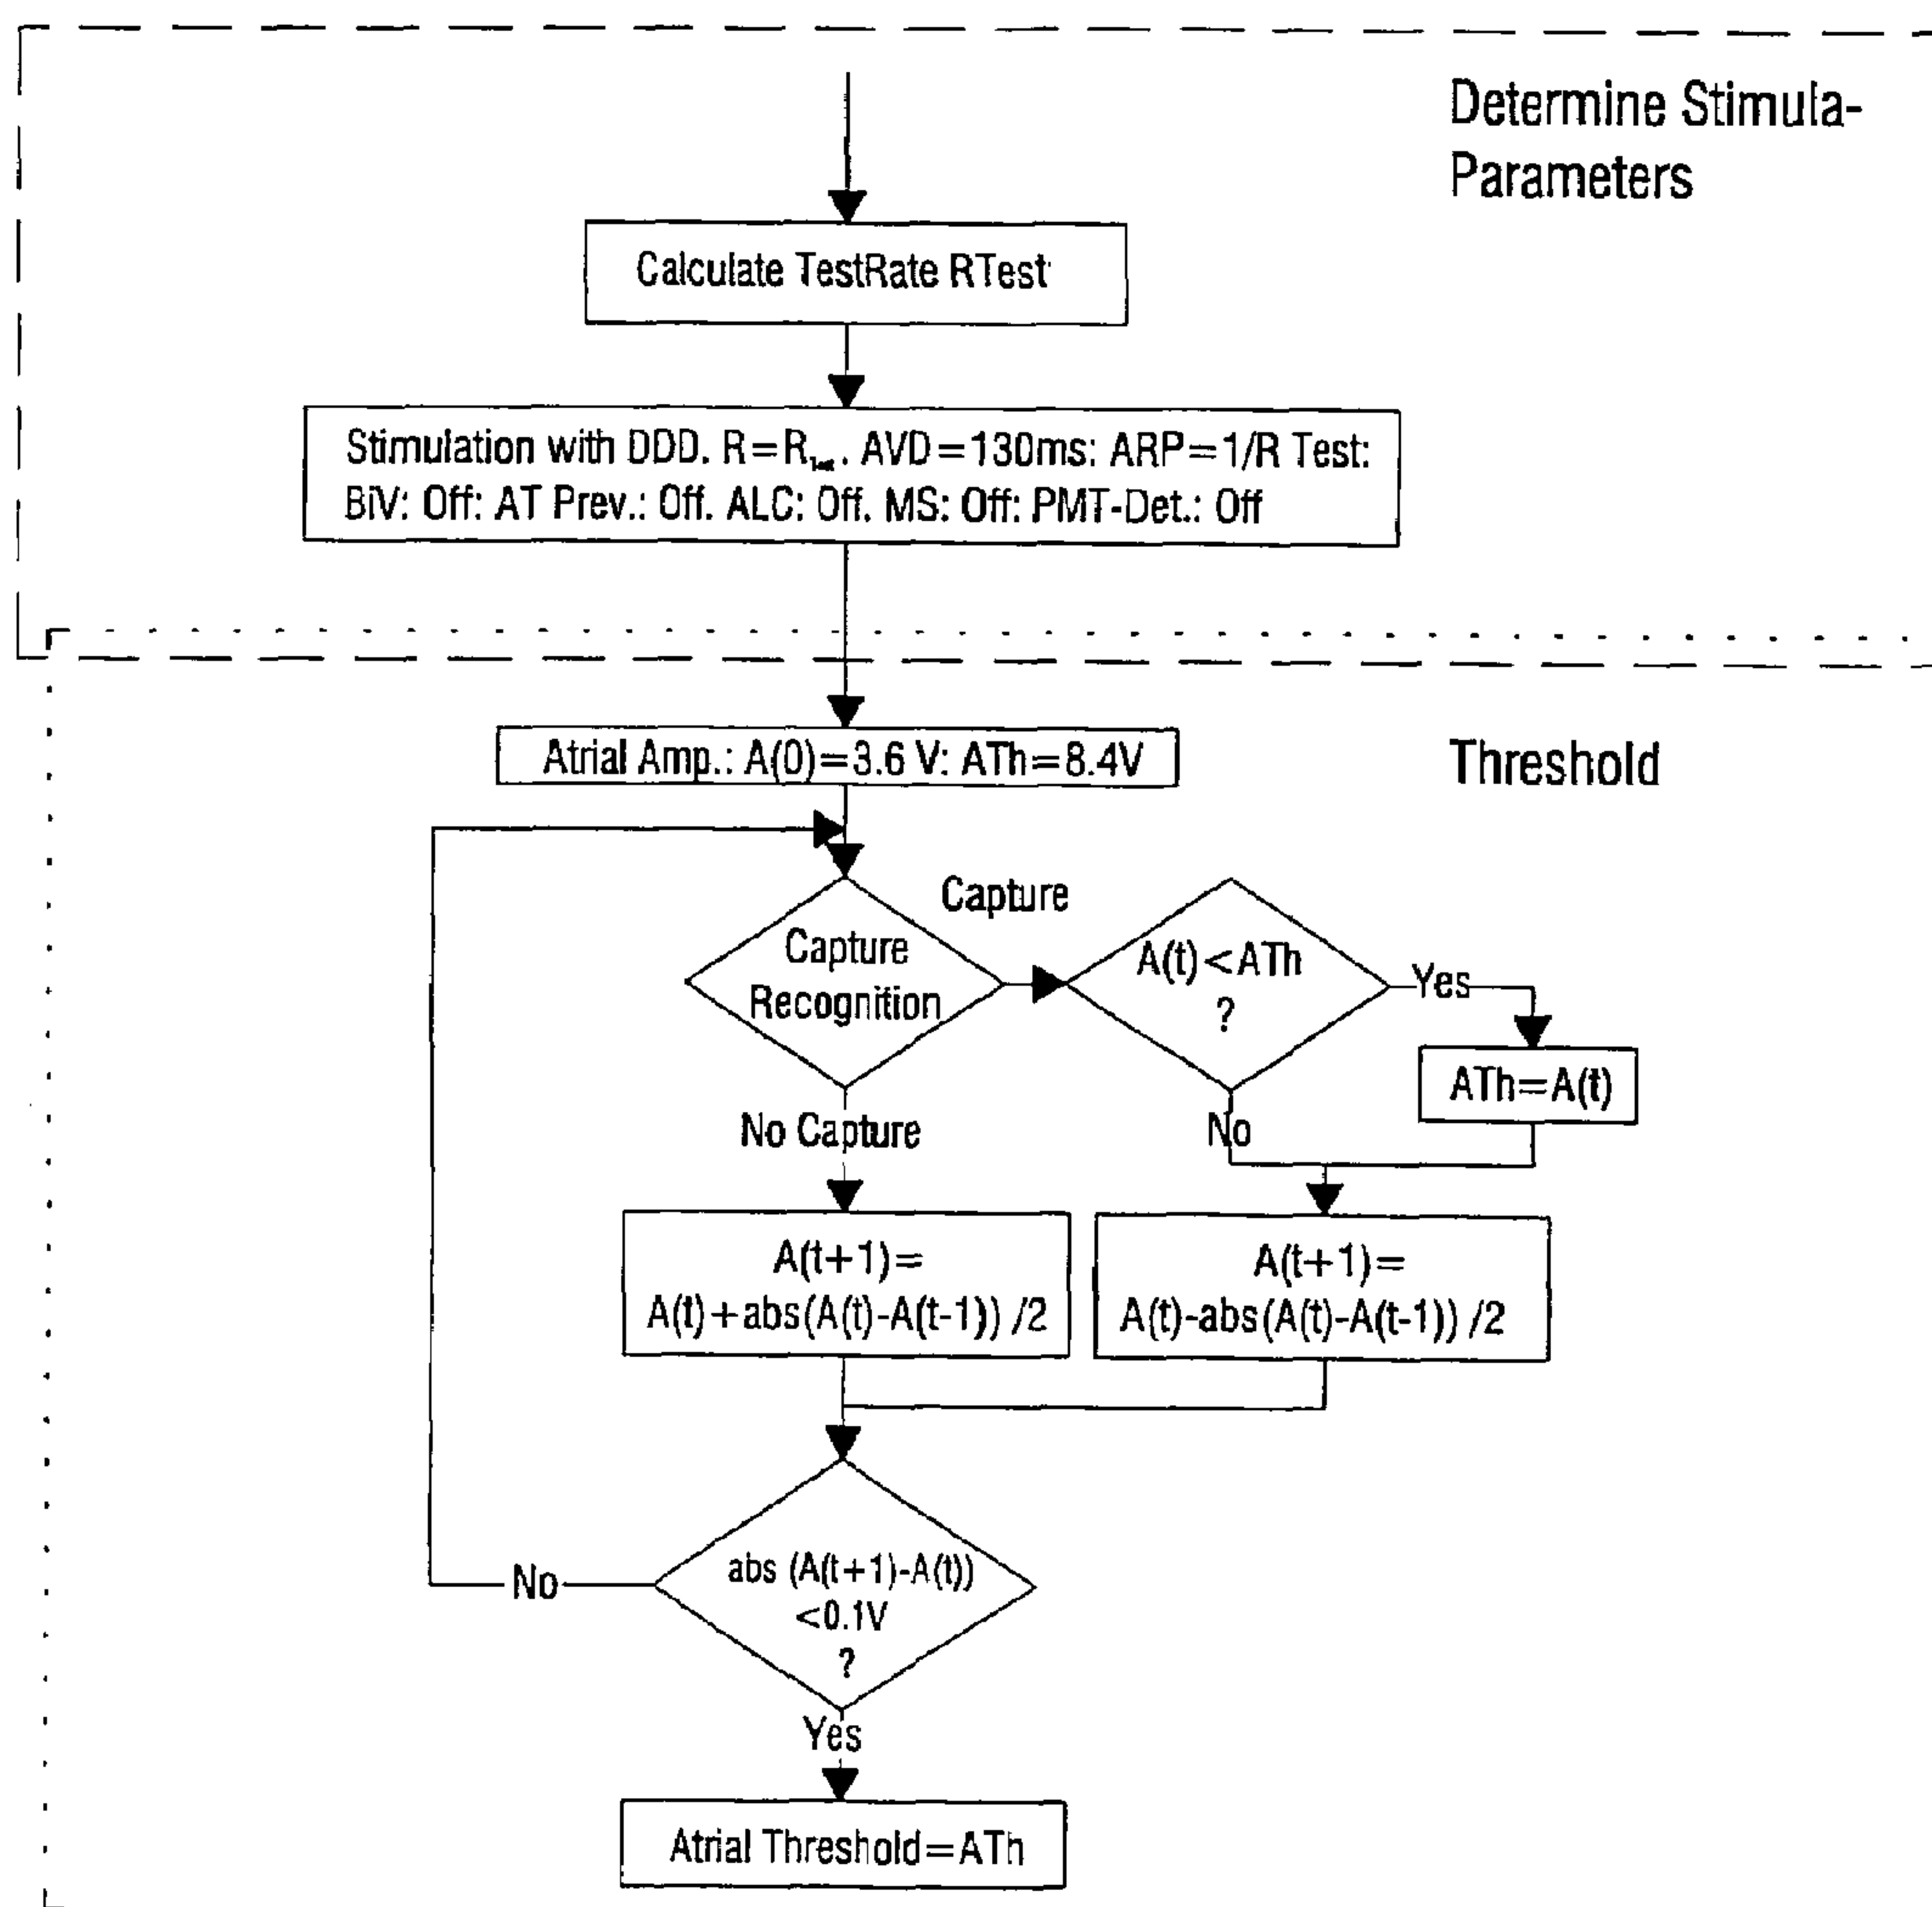 Determine Stimula-
Parameters
Calculate TestRate RTest
Stimulation with DDD. R=R AVD=130ms: ARP=1/R Test:
BiV: Off: AT Prev.: Off. ALC: Off. MS: Off: PMT-Det.: Off
Atrial Amp.: A(0)=3.6 V: ATh=8.4V
Threshold
Capture
Capture
Recognition
A(t)<ATh
?
Yes
ATh=A(t)
No Capture
No
A(t+1)=
A(t)+abs(A(t)-A(t-1)) /2
A(t+1)=
A(t)-abs(A(t)-A(t-1)) /2
abs (A(t+1)-A(t))
<0.1V
?
No
Yes
Atrial Threshold=ATh